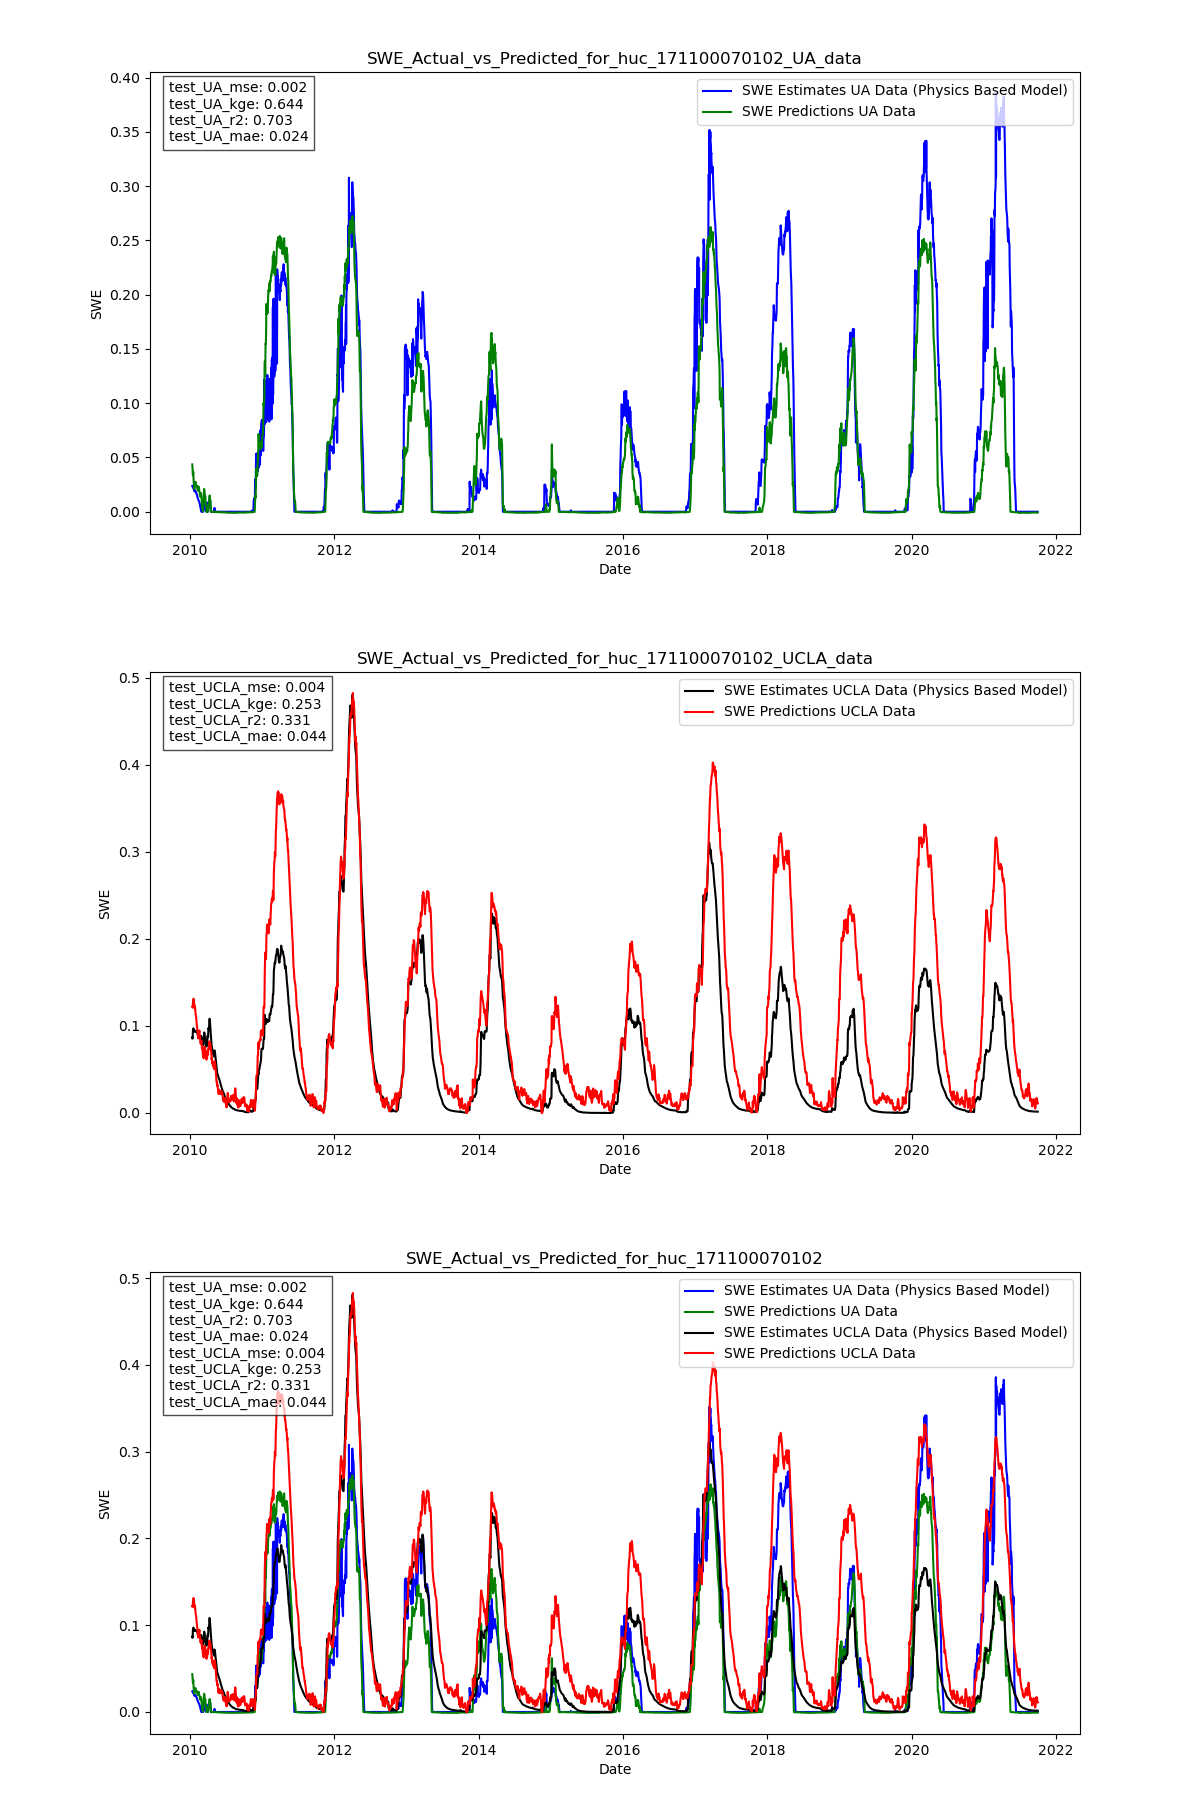 SWE_Actual_vs_Predicted_for_huc_171100070102_UA_data
test_UA_mse: 0.002
test_UA_kge: 0.644
test_UA_r2: 0.703
test_UA_mae: 0.024
SWE Estimates UA Data (Physics Based Model)
SWE Predictions UA Data
0.40
0.35
0.30
0.25
0.20
0.15
0.10
0.05
0.00
SWE
2010 2012 2014 2016 2018 2020 2022
Date
SWE_Actual_vs_Predicted_for_huc_171100070102_UCLA_data
test_UCLA_mse: 0.004
test_UCLA_kge: 0.253
test_UCLA_r2: 0.331
test_UCLA_mae: 0.044
SWE Estimates UCLA Data (Physics Based Model)
SWE Predictions UCLA Data
0.5
0.4
0.3
0.2
0.1
0.0
SWE
2010 2012 2014 2016 2018 2020 2022
Date
SWE_Actual_vs_Predicted_for_huc_171100070102
test_UA_mse: 0.002
test_UA_kge: 0.644
test_UA_r2: 0.703
test_UA_mae: 0.024
test_UCLA_mse: 0.004
test_UCLA_kge: 0.253
test_UCLA_r2: 0.331
test_UCLA_mae: 0.044
SWE Estimates UA Data (Physics Based Model)
SWE Predictions UA Data
SWE Estimates UCLA Data (Physics Based Model)
SWE Predictions UCLA Data
0.5
0.4
0.3
0.2
0.1
0.0
SWE
2010 2012 2014 2016 2018 2020 2022
Date